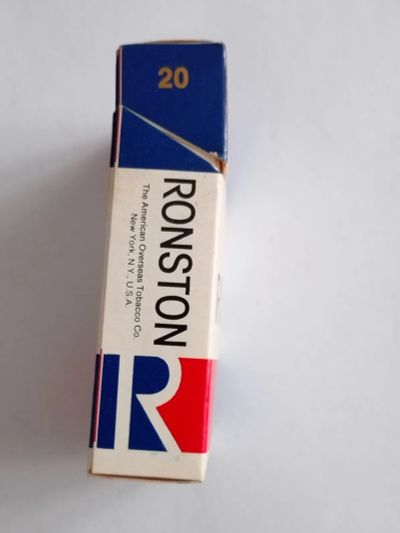 20
RONSTON
The American Overseas Tobacco Co.
New York, N.Y., U.S.A.
R